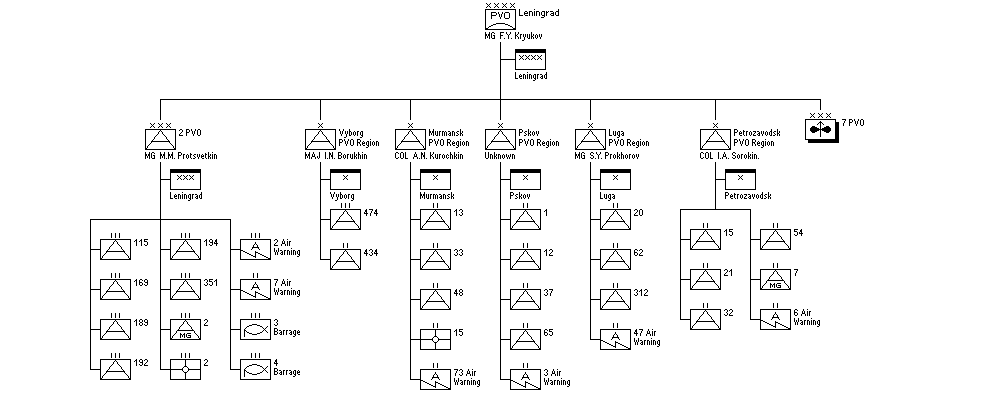 XXXX
PVO
Leningrad
MG F.Y. Kryukov
XXXX
Leningrad
XXX
2 PVO
MG M.M. Protsvetkin
XXX
Leningrad
III
115
III
169
III
189
III
192
III
194
III
351
III
MG
2
III
2
II
A
2 Air
Warning
II
A
7 Air
Warning
III
3
Barrage
III
4
Barrage
X
Vyborg
PVO Region
MAJ I.N. Borukhin
X
Vyborg
II
474
II
434
X
Murmansk
PVO Region
COL A.N. Kurochkin
X
Murmansk
II
13
II
33
II
48
II
15
II
A
73 Air
Warning
X
Pskov
PVO Region
Unknown
X
Pskov
II
1
II
12
II
37
II
65
II
A
3 Air
Warning
X
Luga
PVO Region
MG S.Y. Prokhorov
X
Luga
II
20
II
62
II
312
II
A
47 Air
Warning
X
Petrozavodsk
PVO Region
COL I.A. Sorokin.
X
Petrozavodsk
II
15
II
21
II
32
II
54
II
MG
7
II
A
6 Air
Warning
XXX
7 PVO